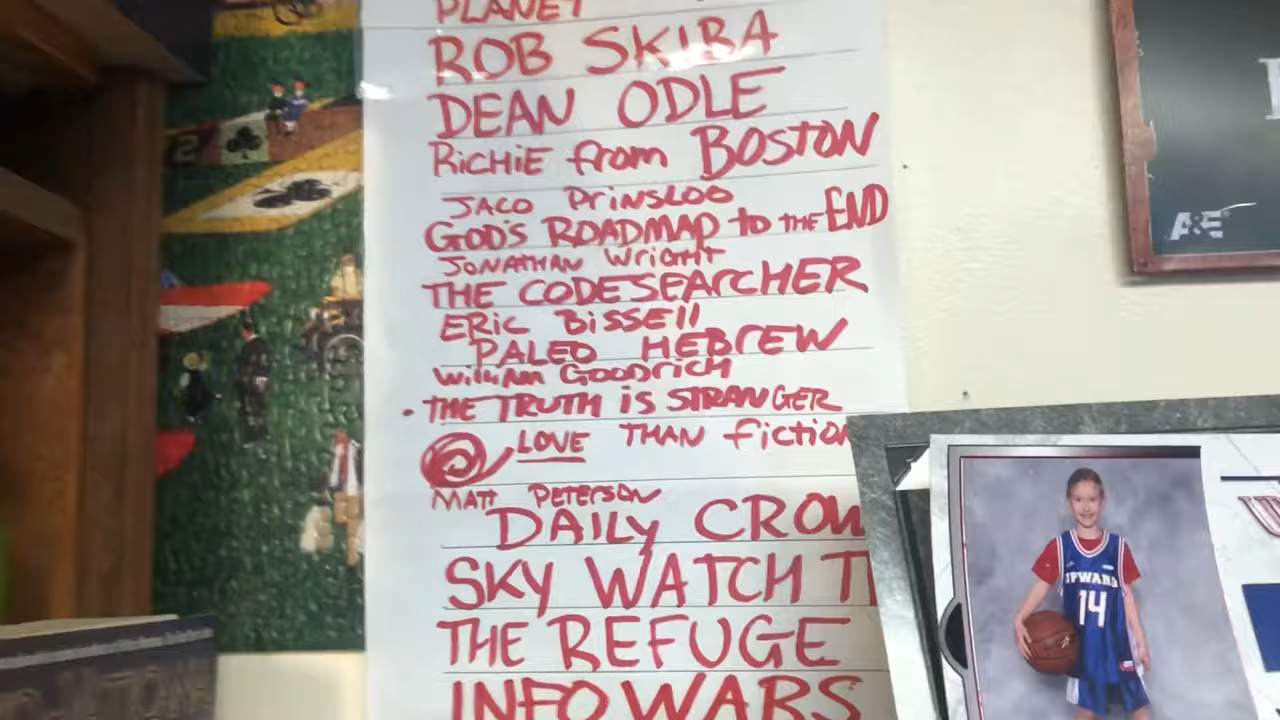 PLANET
ROB SKIBA
DEAN ODLE
RiCHiE from BOSTON
JACO PrinSLOO
GOD'S ROADMAP to THE END
JONATHAN WriGHT
THE CODESEARCHER
ERiC BiSSEll
PALEO HEBREW
William GOODRICH
· THE TRUTH iS STRANGER
LOVE THAN fictiON
MATT PETERSON
DAILY CROW
SKY WATCH T
THE REFUGE
INFO WARS
A&E
UPWARD
14